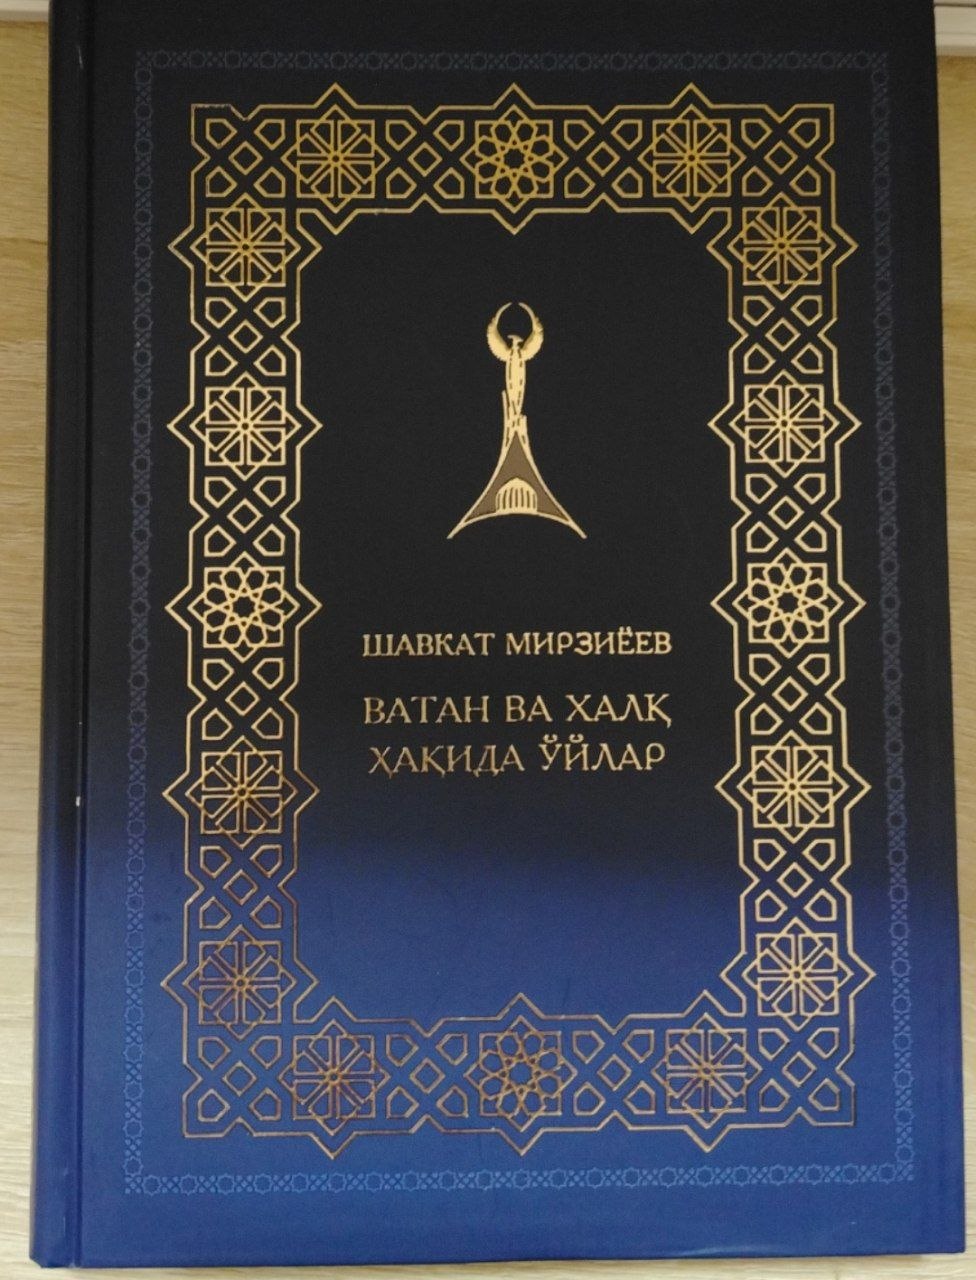 ШАВКАТ МИРЗИЁЕВ
ВАТАН ВА ХАЛҚ
ҲАҚИДА ЎЙЛАР